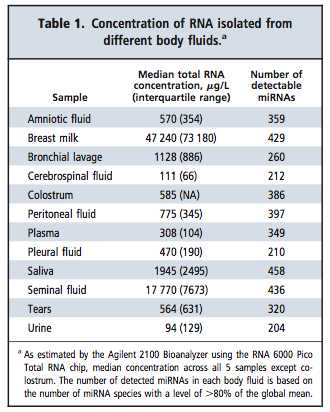 Table 1. Concentration of RNA isolated from
different body fluids.a
Median total RNA
concentration, μg/L
(interquartile range)
Number of
detectable
miRNAs
Sample
Amniotic fluid 570 (354) 359
Breast milk 47 240 (73 180) 429
Bronchial lavage 1128 (886) 260
Cerebrospinal fluid 111 (66) 212
Colostrum 585 (NA) 386
Peritoneal fluid 775 (345) 397
Plasma 308 (104) 349
Pleural fluid 470 (190) 210
Saliva 1945 (2495) 458
Seminal fluid 17 770 (7673) 436
Tears 564 (631) 320
Urine 94 (129) 204
a As estimated by the Agilent 2100 Bioanalyzer using the RNA 6000 Pico
Total RNA chip, median concentration across all 5 samples except co-
lostrum. The number of detected miRNAs in each body fluid is based on
the number of miRNA species with a level of >80% of the global mean.